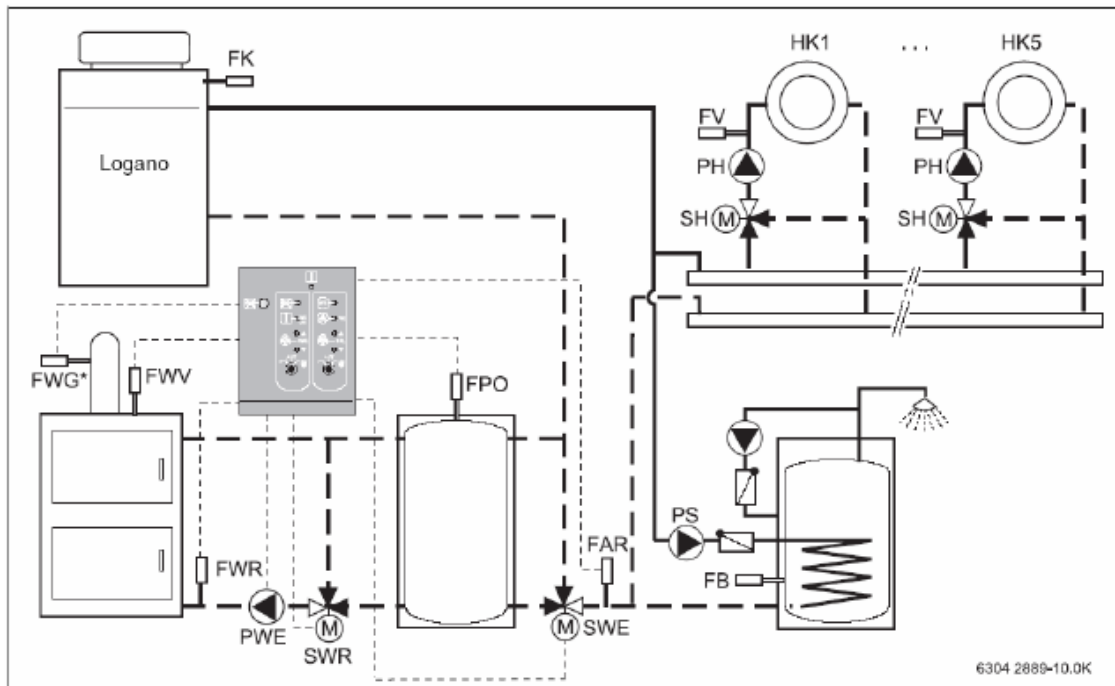 HK1 ... HK5
FK
FV FV
Logano
PH PH
SH M SH M
FWG* FWV FPO
PS
FAR
FWR FB
PWE M SWR M SWE
6304 2889-10.0K